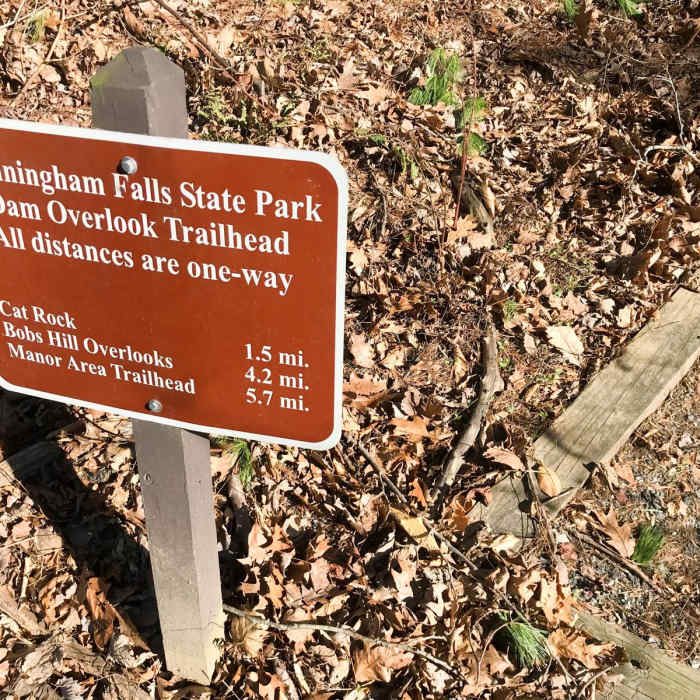 nningham Falls State Park
Dam Overlook Trailhead
All distances are one-way
Cat Rock 1.5 mi.
Bobs Hill Overlooks 4.2 mi.
Manor Area Trailhead 5.7 mi.